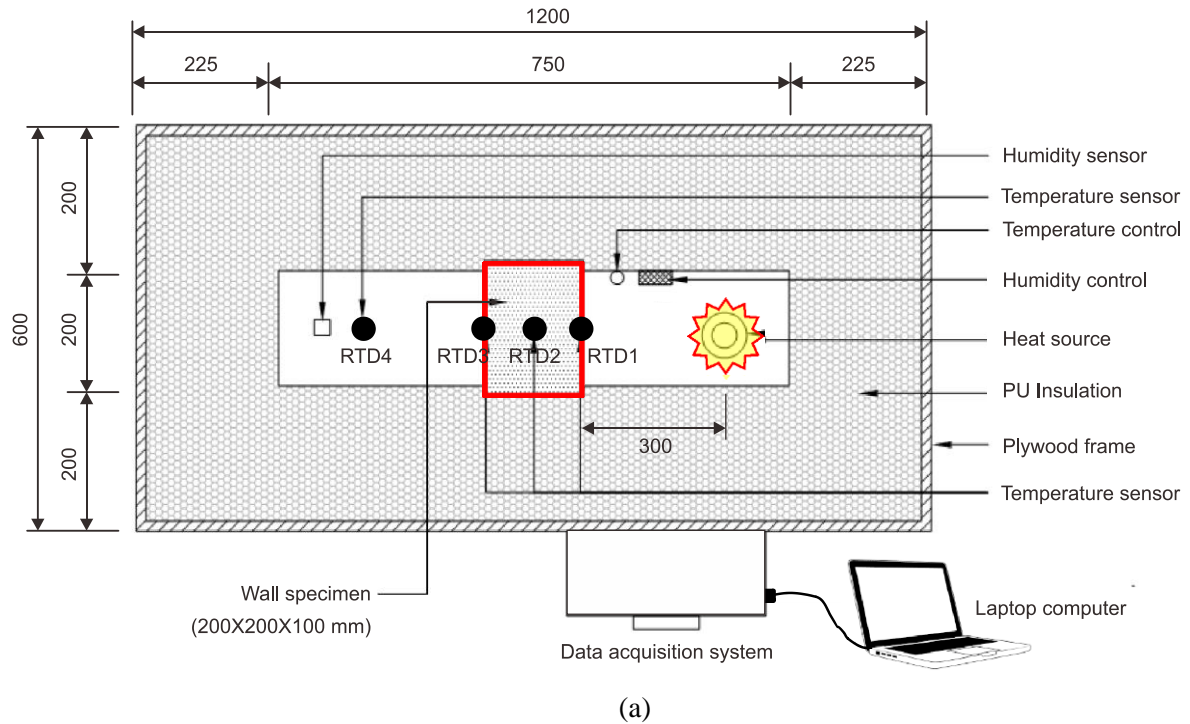 1200
225
750
225
600
200
200
200
Humidity sensor
Temperature sensor
Temperature control
Humidity control
Heat source
PU Insulation
Plywood frame
Temperature sensor
RTD4
RTD3
RTD2
RTD1
300
Wall specimen
(200X200X100 mm)
Data acquisition system
Laptop computer
(a)